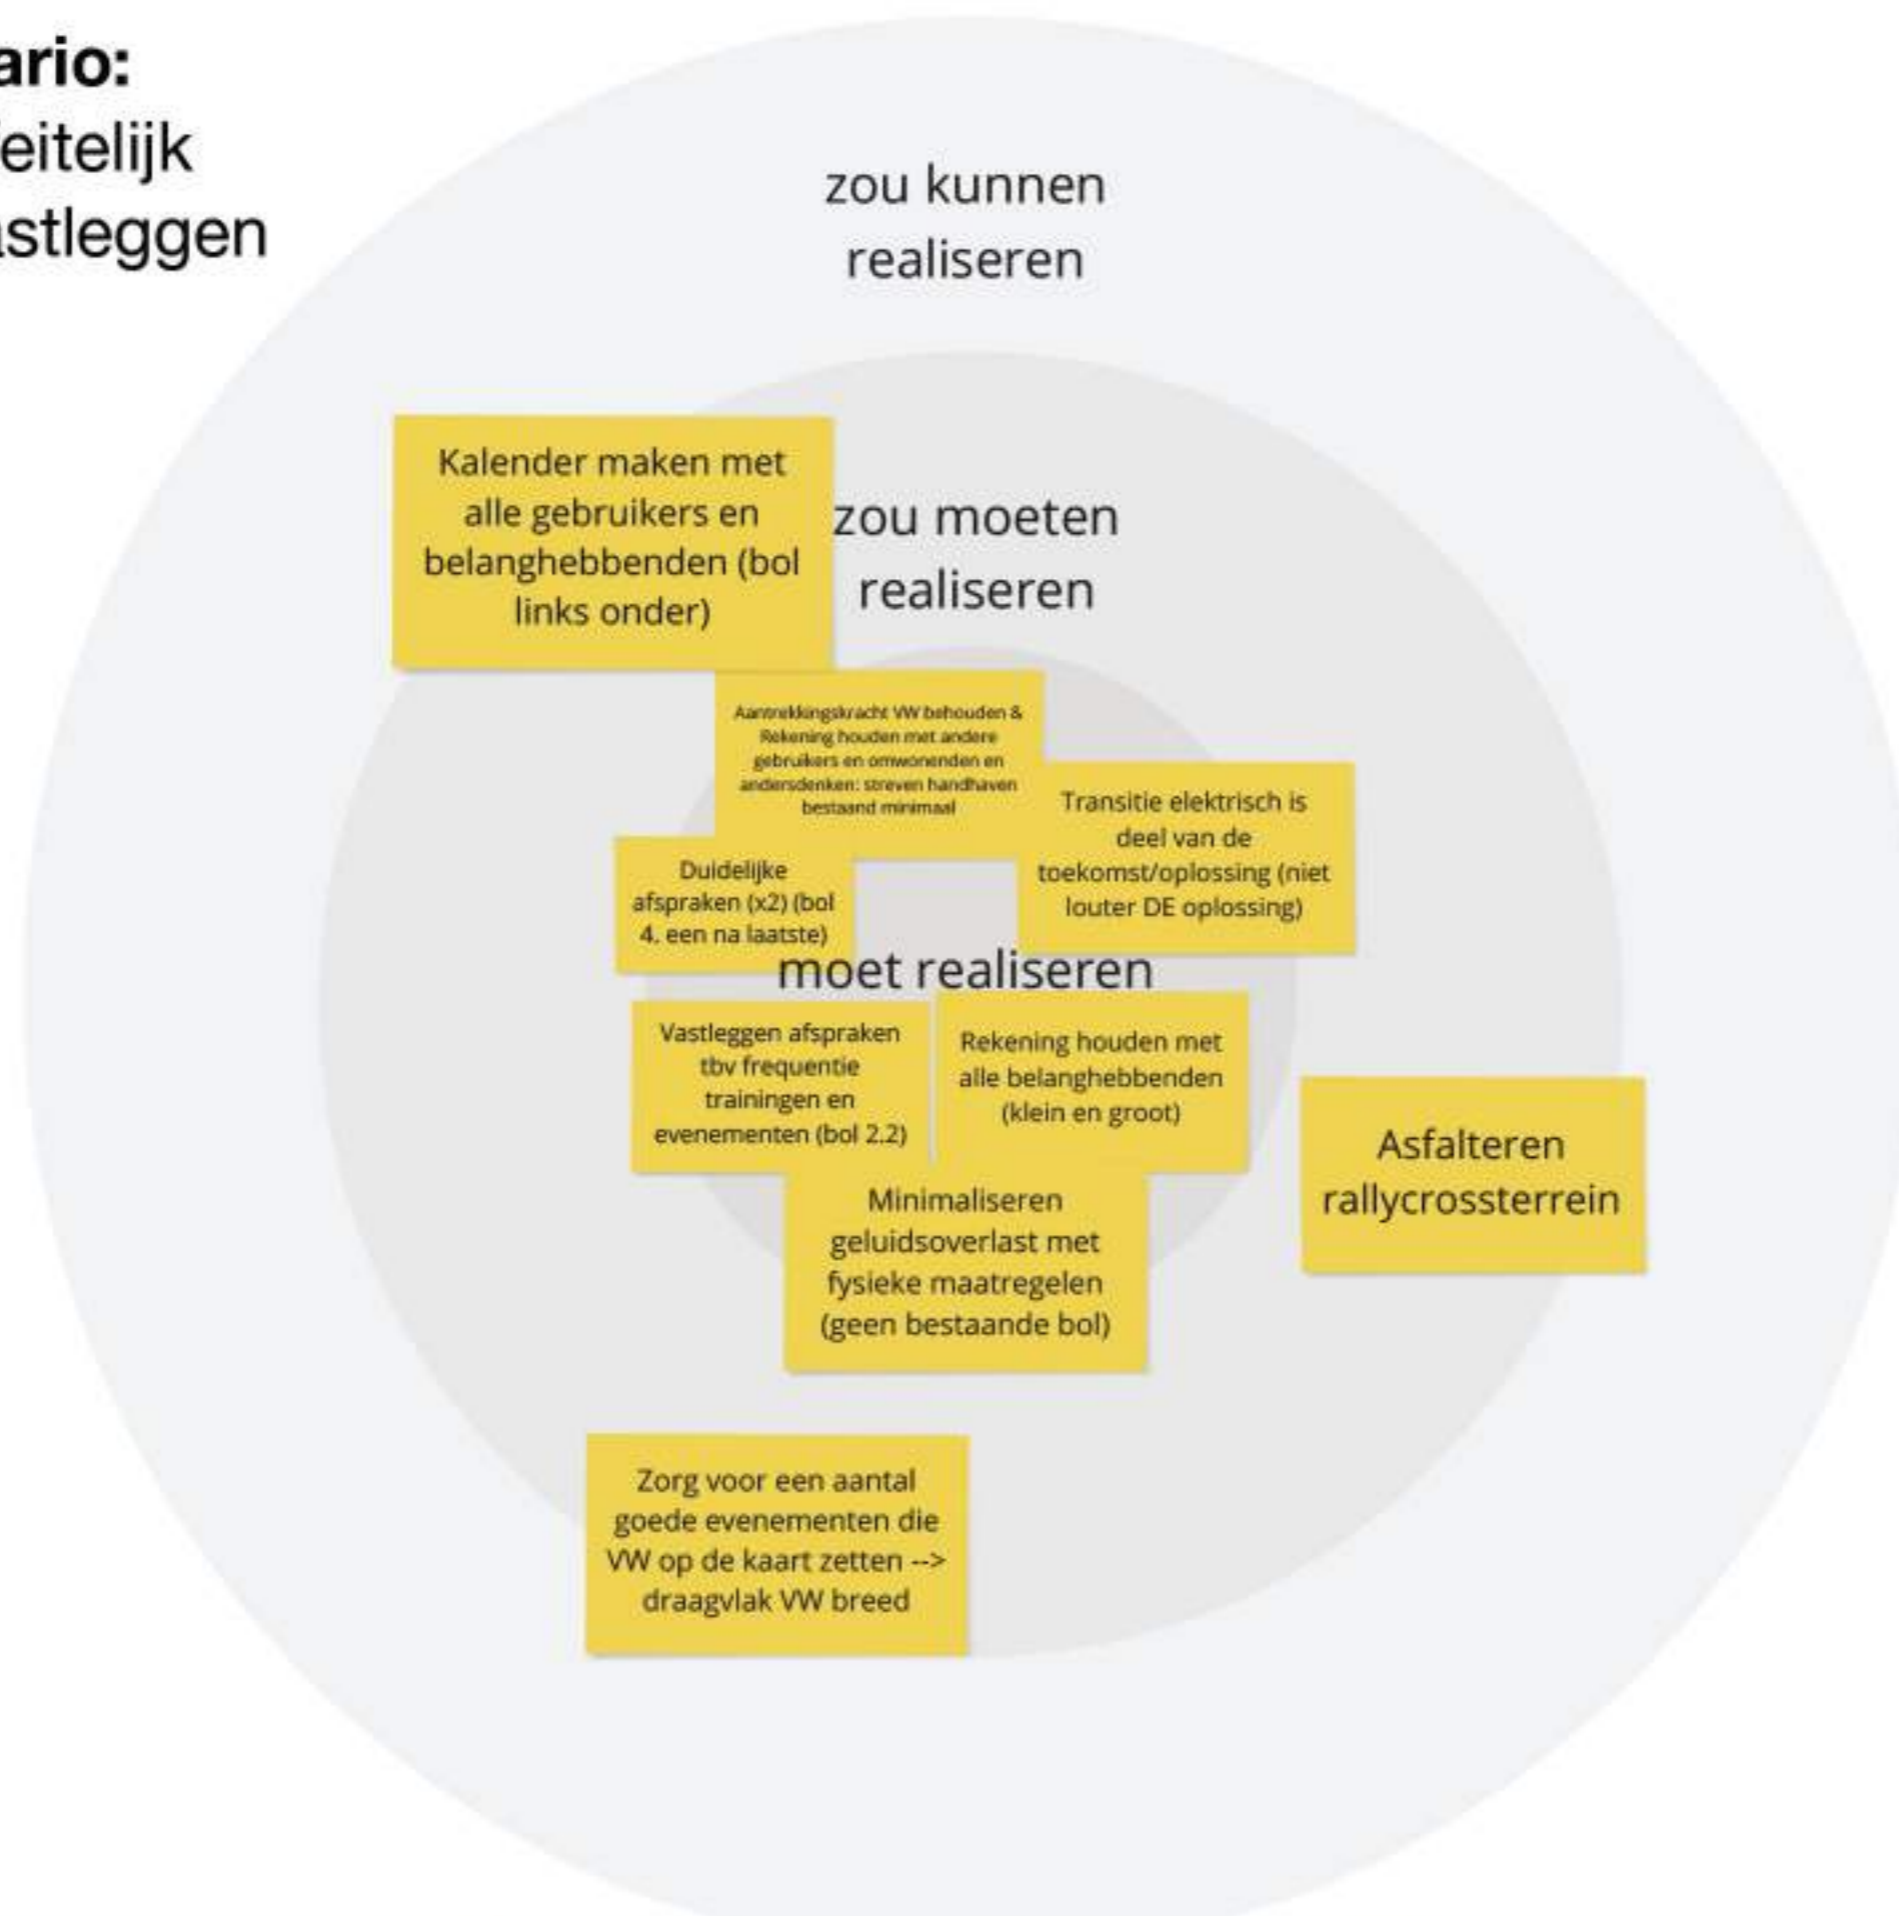 ario:
eitelijk
astleggen
zou kunnen
realiseren
Kalender maken met
alle gebruikers en
belanghebbenden (bol
links onder)
zou moeten
realiseren
Aantrekkingskracht VW behouden &
Rekening houden met andere
gebruikers en omwonenden en
andersdenken: streven handhaven
bestaand minimaal
Transitie elektrisch is
deel van de
toekomst/oplossing (niet
louter DE oplossing)
Duidelijke
afspraken (x2) (bol
4. een na laatste)
moet realiseren
Vastleggen afspraken
tbv frequentie
trainingen en
evenementen (bol 2.2)
Rekening houden met
alle belanghebbenden
(klein en groot)
Asfalteren
rallycrossterrein
Minimaliseren
geluidsoverlast met
fysieke maatregelen
(geen bestaande bol)
Zorg voor een aantal
goede evenementen die
VW op de kaart zetten -->
draagvlak VW breed